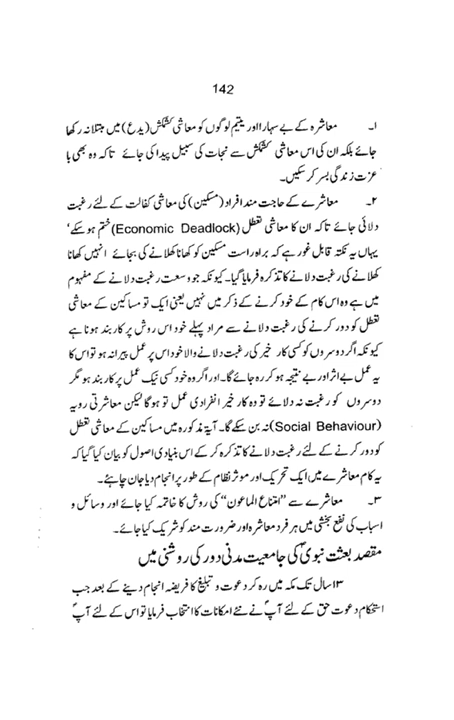 142
۱۔ معاشرہ کے بے سہارا اور یتیم لوگوں کو معاشی کشمکش (یدع) میں مبتلا نہ رکھا
جائے بلکہ ان کی اس معاشی کشمکش سے نجات کی سبیل پیدا کی جائے تاکہ وہ بھی با
عزت زندگی بسر کر سکیں۔
۲۔ معاشرے کے حاجت مند افراد (مسکین) کی معاشی کفالت کے لئے رغبت
دلائی جائے تاکہ ان کا معاشی تعطل (Economic Deadlock) ختم ہو سکے‘
یہاں یہ نکتہ قابل غور ہے کہ براہ راست مسکین کو کھانا کھلانے کی بجائے انہیں کھانا
کھلانے کی رغبت دلانے کا تذکرہ فرمایا گیا۔ کیونکہ جو وسعت رغبت دلانے کے مفہوم
میں ہے وہ اس کام کے خود کرنے کے ذکر میں نہیں یعنی ایک تو مساکین کے معاشی
تعطل کو دور کرنے کی رغبت دلانے سے مراد پہلے خود اس روش پر کار بند ہونا ہے
کیونکہ اگر دوسروں کو کسی کار خیر کی رغبت دلانے والا خود اس پر عمل پیرا نہ ہو تو اس کا
یہ عمل بے اثر اور بے نتیجہ ہو کر رہ جائے گا۔ اور اگر وہ خود کسی نیک عمل پر کار بند ہو مگر
دوسروں کو رغبت نہ دلائے تو وہ کار خیر انفرادی عمل تو ہو گا لیکن معاشرتی رویہ
(Social Behaviour) نہ بن سکے گا۔ آیۃ مذکورہ میں مساکین کے معاشی تعطل
کو دور کرنے کے لئے رغبت دلانے کا تذکرہ کر کے اس بنیادی اصول کو بیان کیا گیا کہ
یہ کام معاشرے میں ایک تحریک اور موثر نظام کے طور پر انجام دیا جان چاہئے۔
۳۔ معاشرے سے ”امتناع الماعون“ کی روش کا خاتمہ کیا جائے اور وسائل و
اسباب کی نفع بخشی میں ہر فرد معاشرہ اور ضرورت مند کو شریک کیا جائے۔
مقصد بعثت نبویؐ کی جامعیت مدنی دور کی روشنی میں
۱۳ سال تک مکہ میں رہ کر دعوت و تبلیغ کا فریضہ انجام دینے کے بعد جب
استحکام دعوت حق کے لئے آپؐ نے نئے امکانات کا انتخاب فرمایا تو اس کے لئے آپؐ